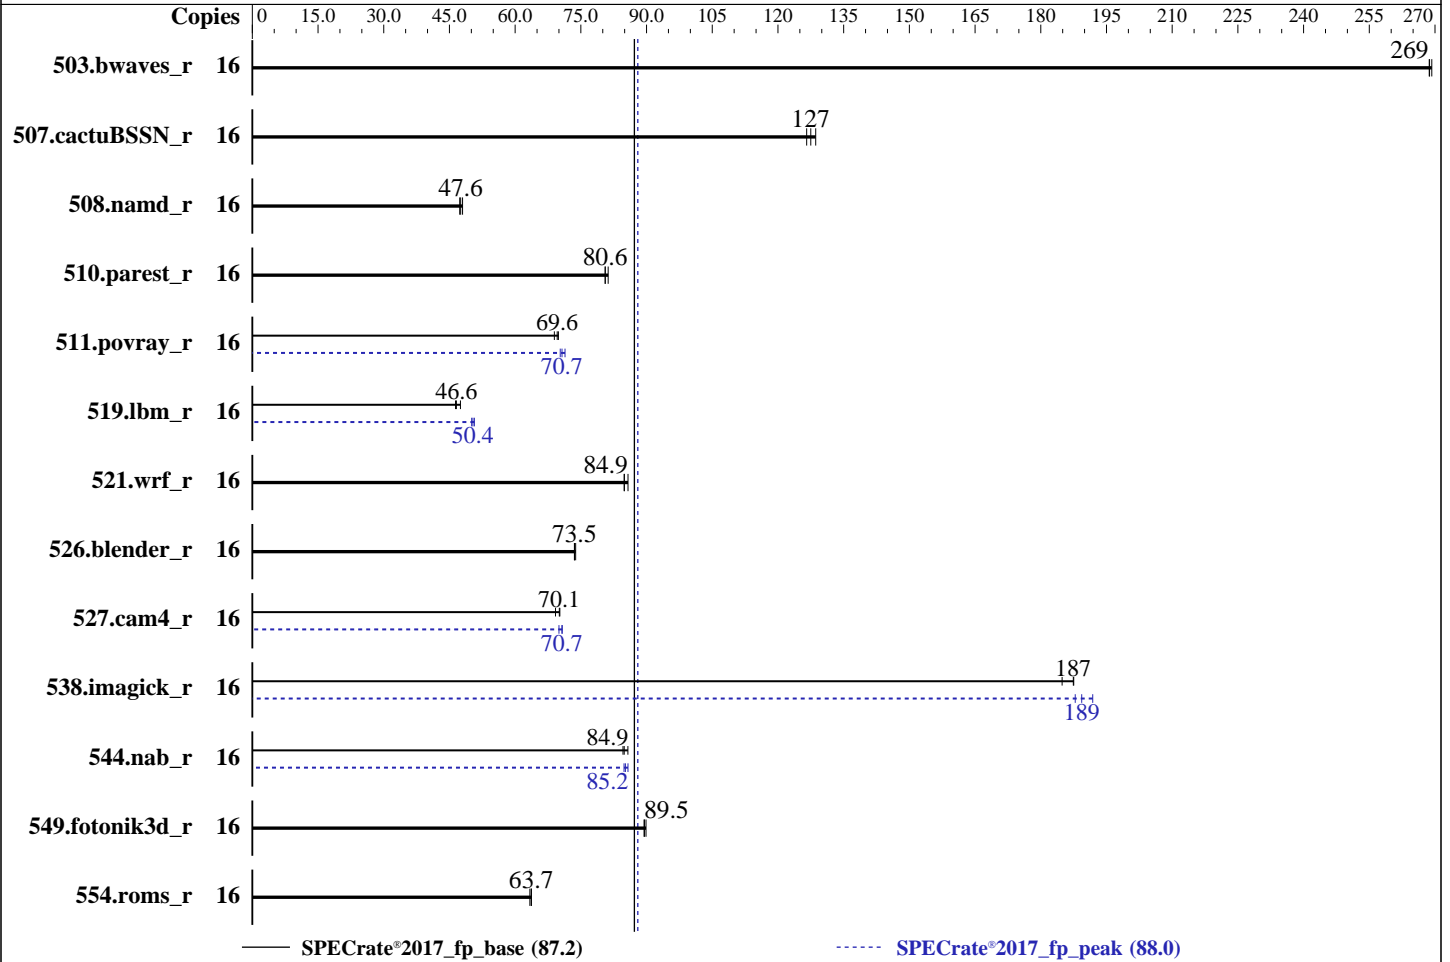 Copies 0 15.0 30.0 45.0 60.0 75.0 90.0 105 120 135 150 165 180 195 210 225 240 255 270
503.bwaves_r 16 269
507.cactuBSSN_r 16 127
508.namd_r 16 47.6
510.parest_r 16 80.6
511.povray_r 16 69.6
70.7
519.lbm_r 16 46.6
50.4
521.wrf_r 16 84.9
526.blender_r 16 73.5
527.cam4_r 16 70.1
70.7
538.imagick_r 16 187
189
544.nab_r 16 84.9
85.2
549.fotonik3d_r 16 89.5
554.roms_r 16 63.7
SPECrate®2017_fp_base (87.2) SPECrate®2017_fp_peak (88.0)